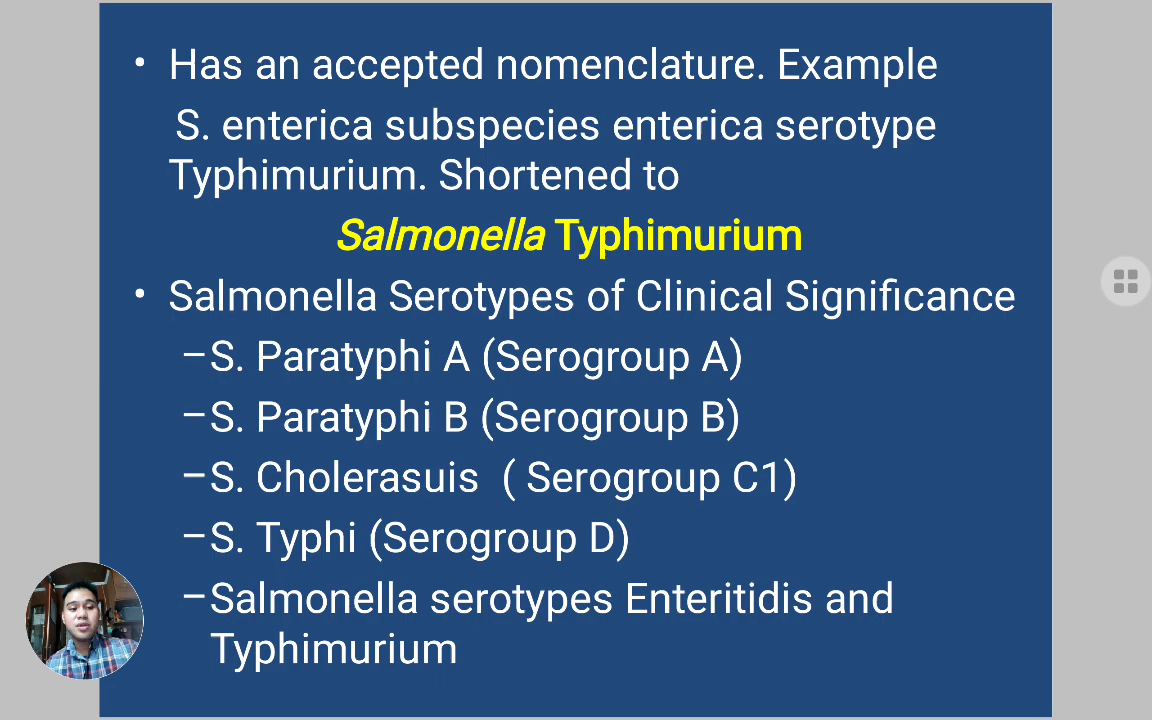 • Has an accepted nomenclature. Example
S. enterica subspecies enterica serotype
Typhimurium. Shortened to
Salmonella Typhimurium
• Salmonella Serotypes of Clinical Significance
–S. Paratyphi A (Serogroup A)
–S. Paratyphi B (Serogroup B)
–S. Cholerasuis ( Serogroup C1)
–S. Typhi (Serogroup D)
–Salmonella serotypes Enteritidis and
Typhimurium